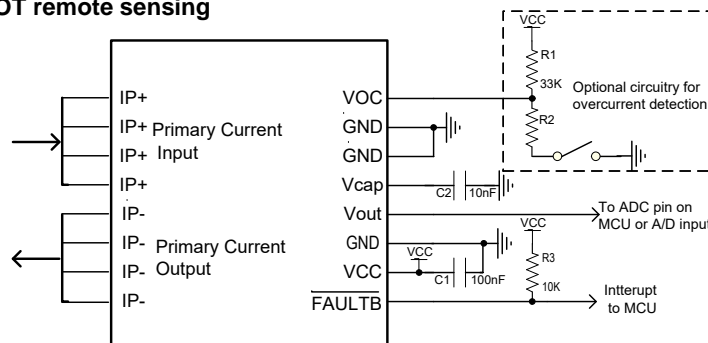 OT remote sensing
VCC
R1
33K
Optional circuitry for
overcurrent detection
R2
IP+
IP+
IP+
IP+
Primary Current
Input
IP-
IP-
IP-
IP-
Primary Current
Output
VOC
GND
GND
Vcap
Vout
GND
VCC
FAULTB
C2
10nF
To ADC pin on
MCU or A/D input
VCC
VCC
C1
100nF
R3
10K
Intterupt
to MCU